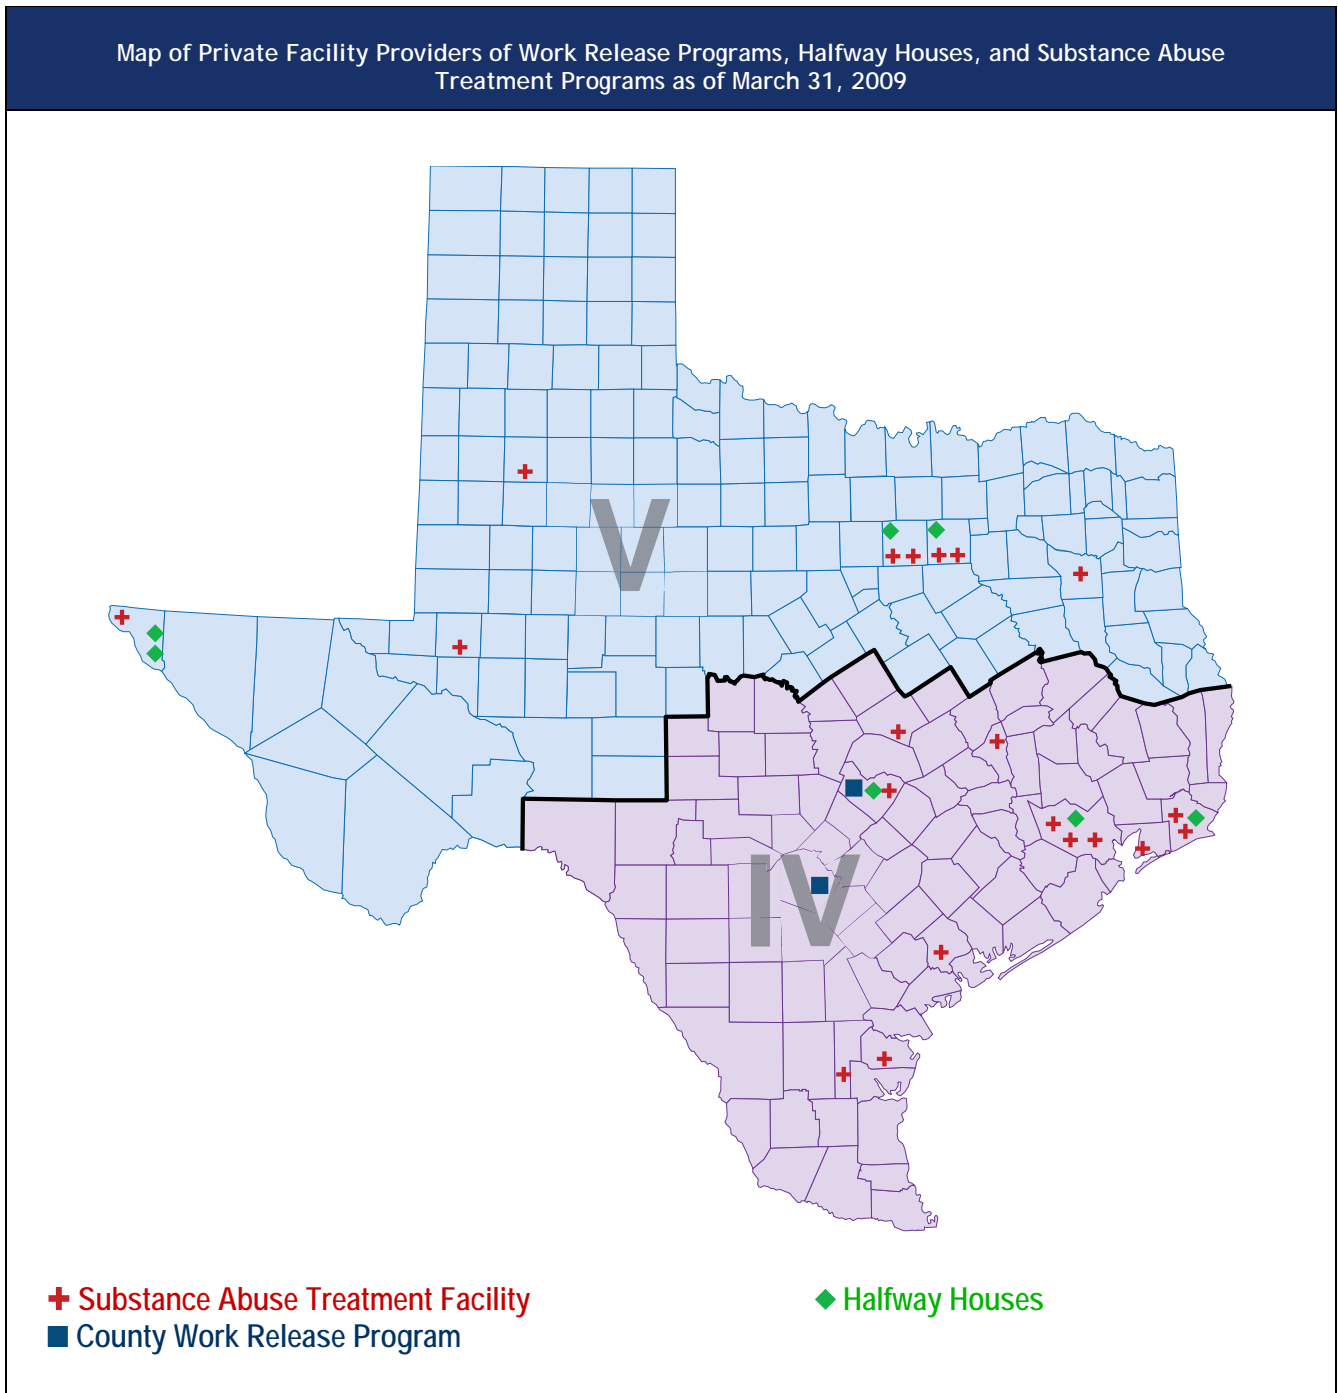 Map of Private Facility Providers of Work Release Programs, Halfway Houses, and Substance Abuse
Treatment Programs as of March 31, 2009
V
IV
Substance Abuse Treatment Facility
Halfway Houses
County Work Release Program